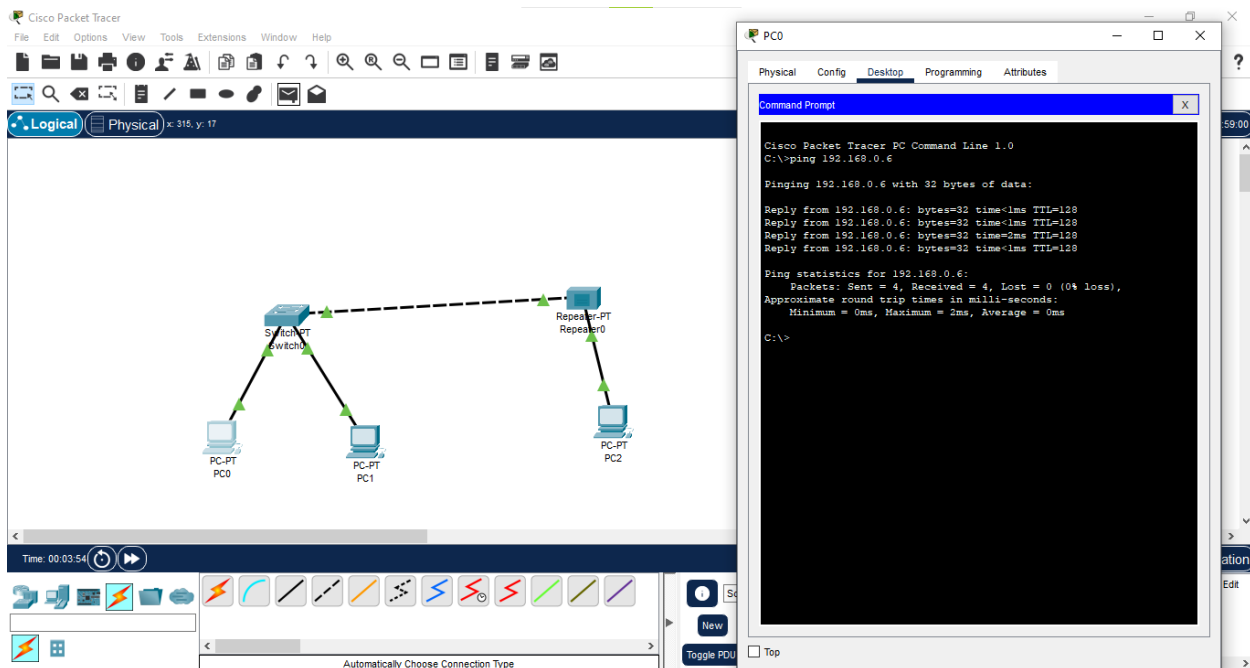 Cisco Packet Tracer
File Edit Options View Tools Extensions Window Help
?
Logical Physical x: 315, y: 17
:59:00
Switch-PT
Switch0
Repeater-PT
Repeater0
PC-PT
PC0
PC-PT
PC1
PC-PT
PC2
Time: 00:03:54
Automatically Choose Connection Type
New
Toggle PDU
Edit
PC0
Physical Config Desktop Programming Attributes
Command Prompt X
Cisco Packet Tracer PC Command Line 1.0
C:\>ping 192.168.0.6
Pinging 192.168.0.6 with 32 bytes of data:
Reply from 192.168.0.6: bytes=32 time<1ms TTL=128
Reply from 192.168.0.6: bytes=32 time<1ms TTL=128
Reply from 192.168.0.6: bytes=32 time=2ms TTL=128
Reply from 192.168.0.6: bytes=32 time<1ms TTL=128
Ping statistics for 192.168.0.6:
Packets: Sent = 4, Received = 4, Lost = 0 (0% loss),
Approximate round trip times in milli-seconds:
Minimum = 0ms, Maximum = 2ms, Average = 0ms
C:\>
Top